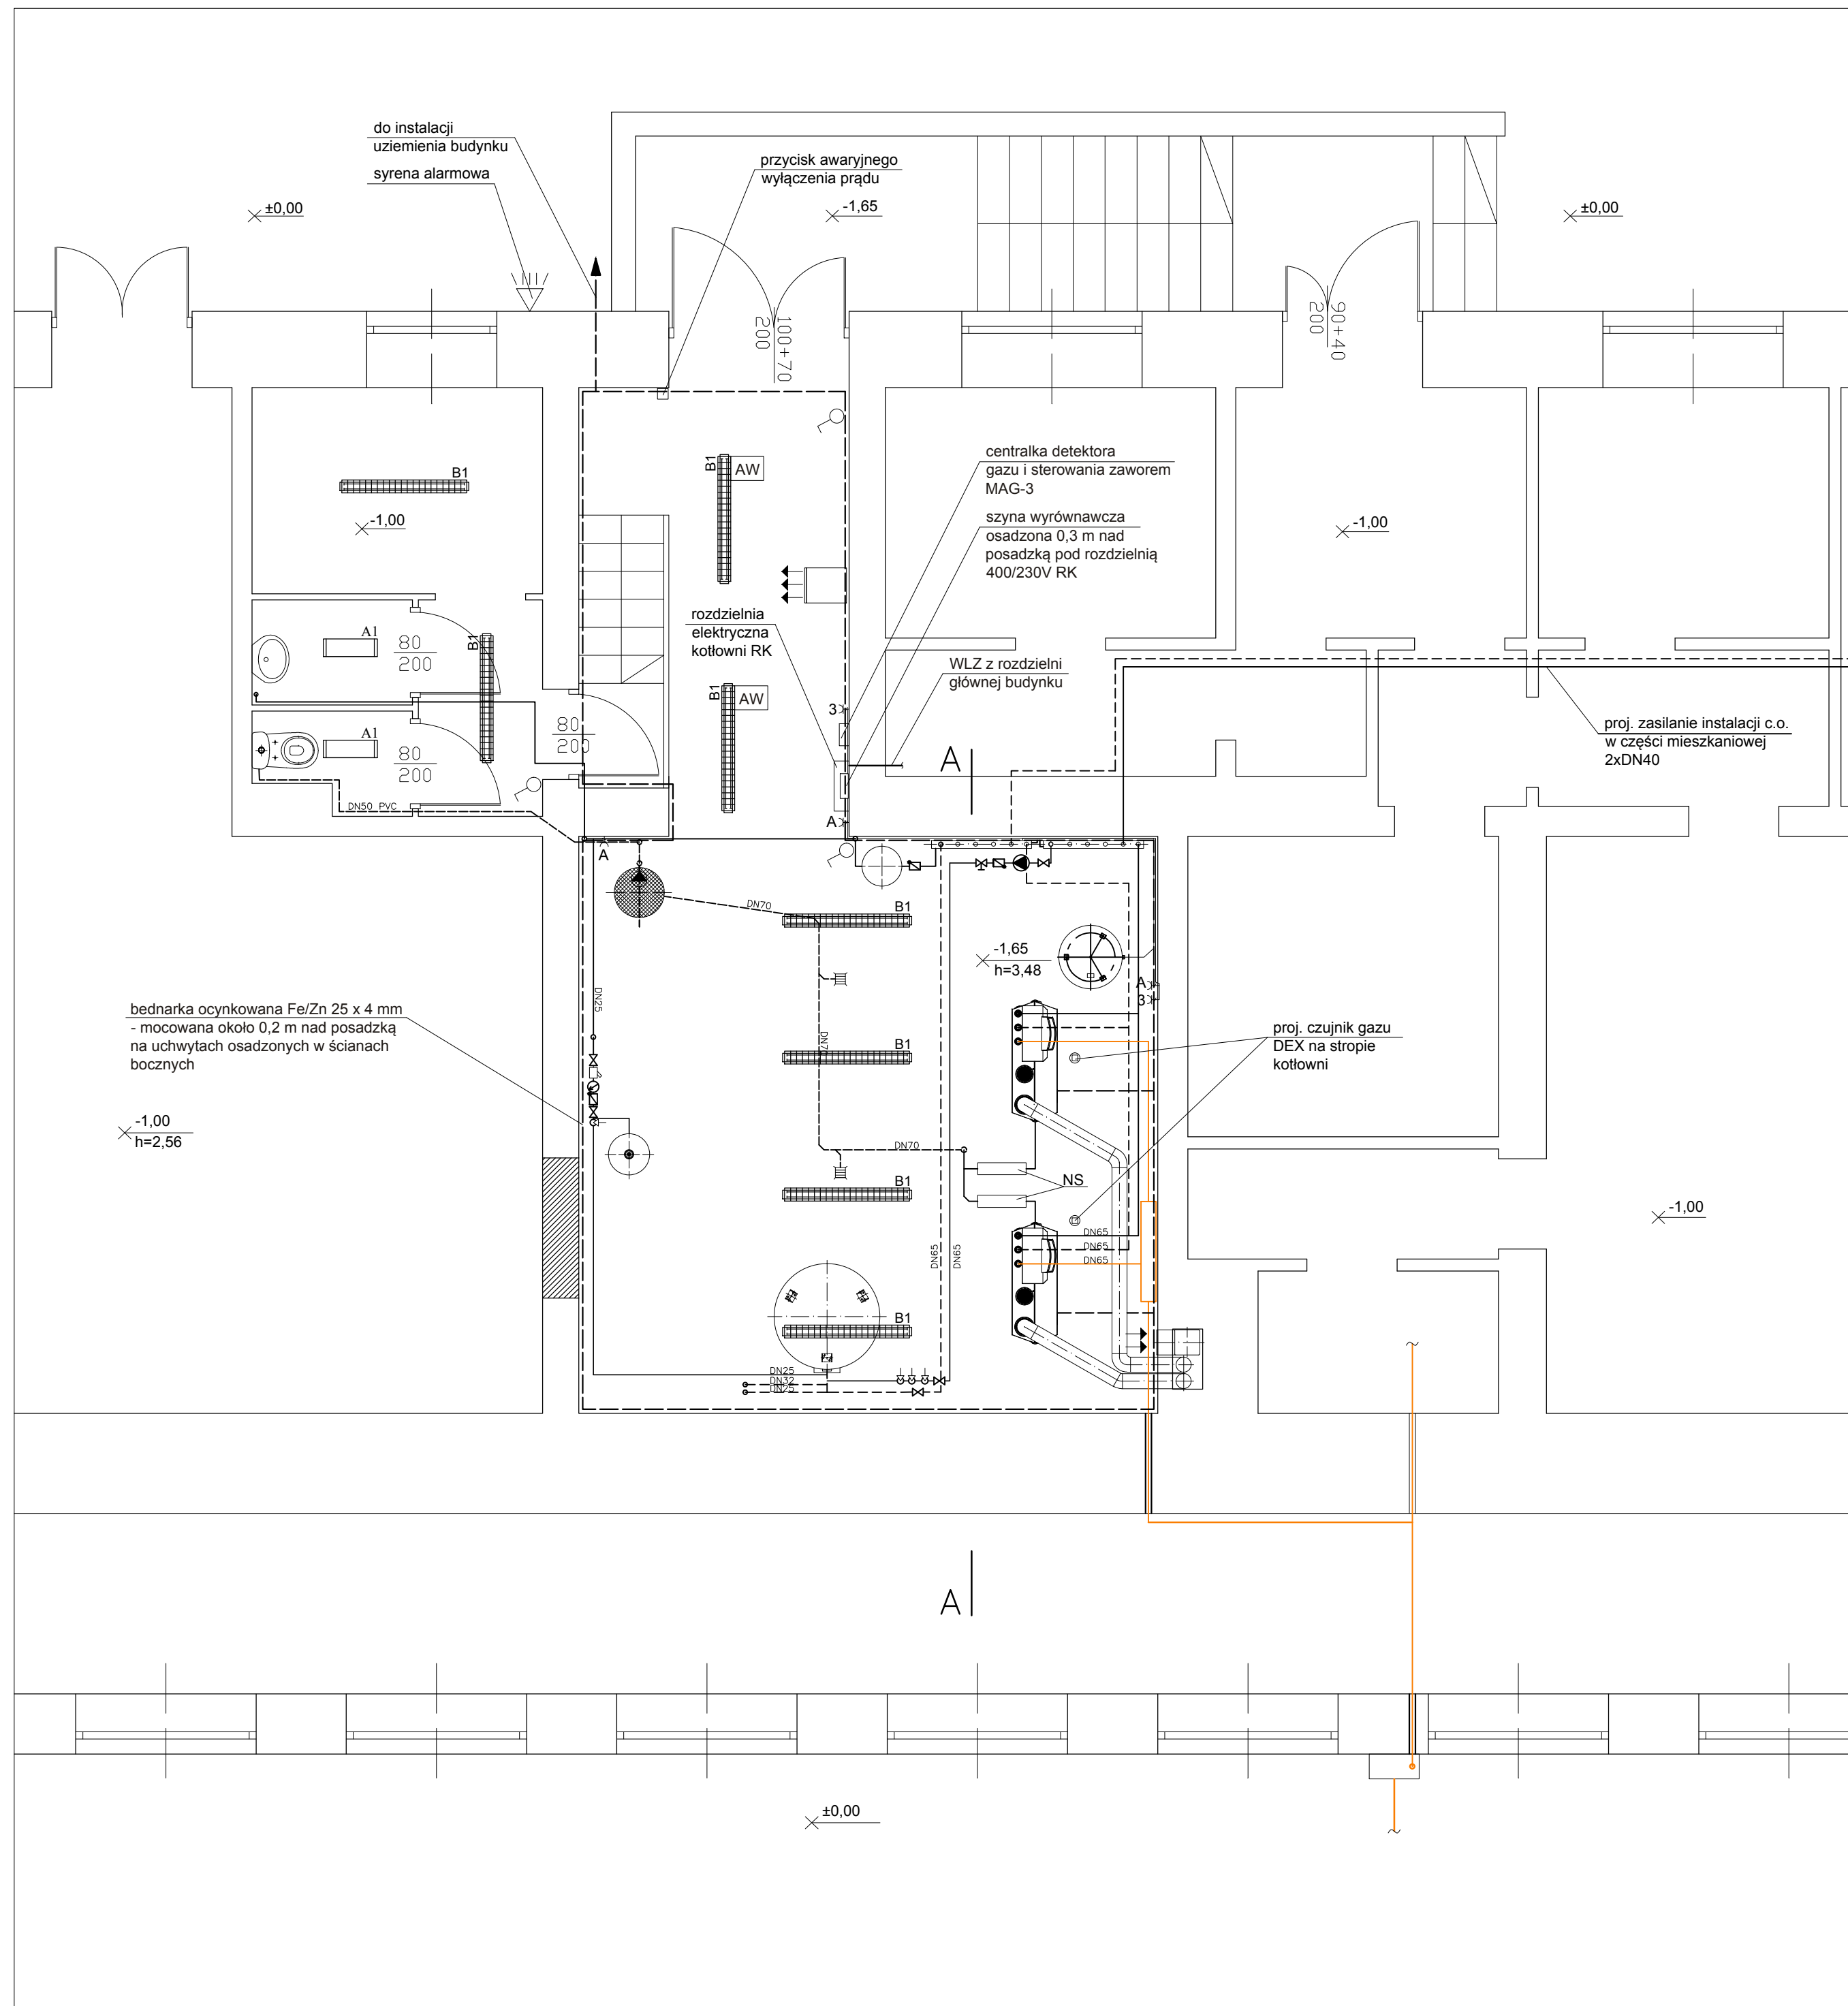 do instalacji
uziemienia budynku
syrena alarmowa
przycisk awaryjnego
wyłączenia prądu
±0,00
-1,65
±0,00
100+70
200
90+40
200
B1
-1,00
B1
AW
centralka detektora
gazu i sterowania zaworem
MAG-3
szyna wyrównawcza
osadzona 0,3 m nad
posadzką pod rozdzielnią
400/230V RK
-1,00
rozdzielnia
elektryczna
kotłowni RK
A1
80
200
B1
WLZ z rozdzielni
głównej budynku
B1
AW
3
proj. zasilanie instalacji c.o.
w części mieszkaniowej
2xDN40
A1
80
200
80
200
A
DN50 PVC
A
A
DN70
B1
-1,65
h=3,48
A
3
DN25
bednarka ocynkowana Fe/Zn 25 x 4 mm
- mocowana około 0,2 m nad posadzką
na uchwytach osadzonych w ścianach
bocznych
DN70
B1
proj. czujnik gazu
DEX na stropie
kotłowni
-1,00
h=2,56
DN70
B1
NS
-1,00
DN65
DN65
DN65
DN65
DN65
B1
DN25
DN32
DN25
A
±0,00